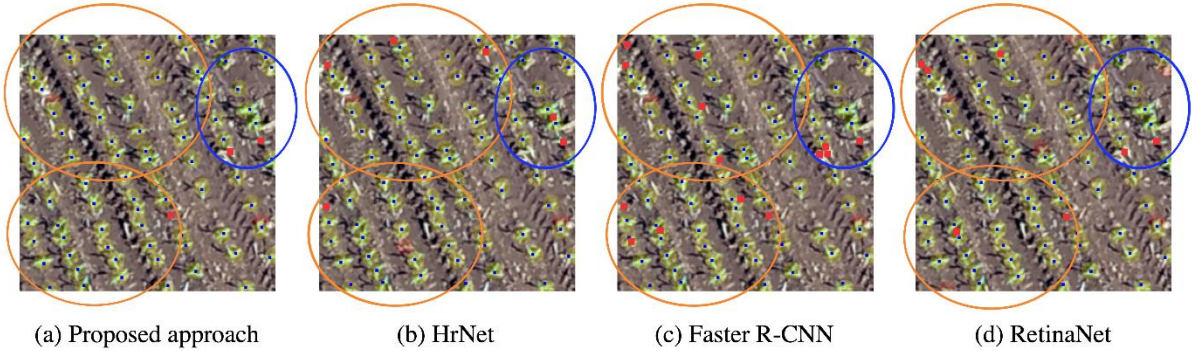 (a) Proposed approach
(b) HrNet
(c) Faster R-CNN
(d) RetinaNet